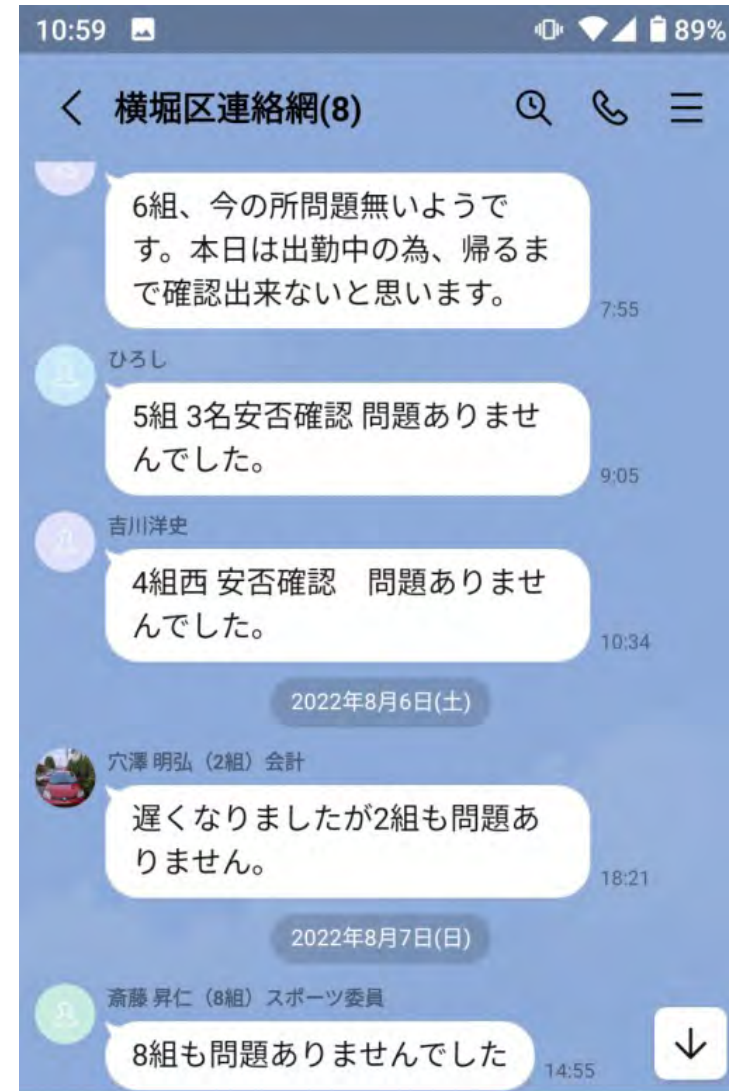 10:59
89%
横堀区連絡網(8)
6組、今の所問題無いようで
す。本日は出勤中の為、帰るま
で確認出来ないと思います。
7:55
ひろし
5組 3名安否確認 問題ありませ
んでした。
9:05
吉川洋史
4組西 安否確認　問題ありませ
んでした。
10:34
2022年8月6日(土)
穴澤 明弘（2組）会計
遅くなりましたが2組も問題あ
りません。
18:21
2022年8月7日(日)
斎藤 昇仁（8組）スポーツ委員
8組も問題ありませんでした
14:55